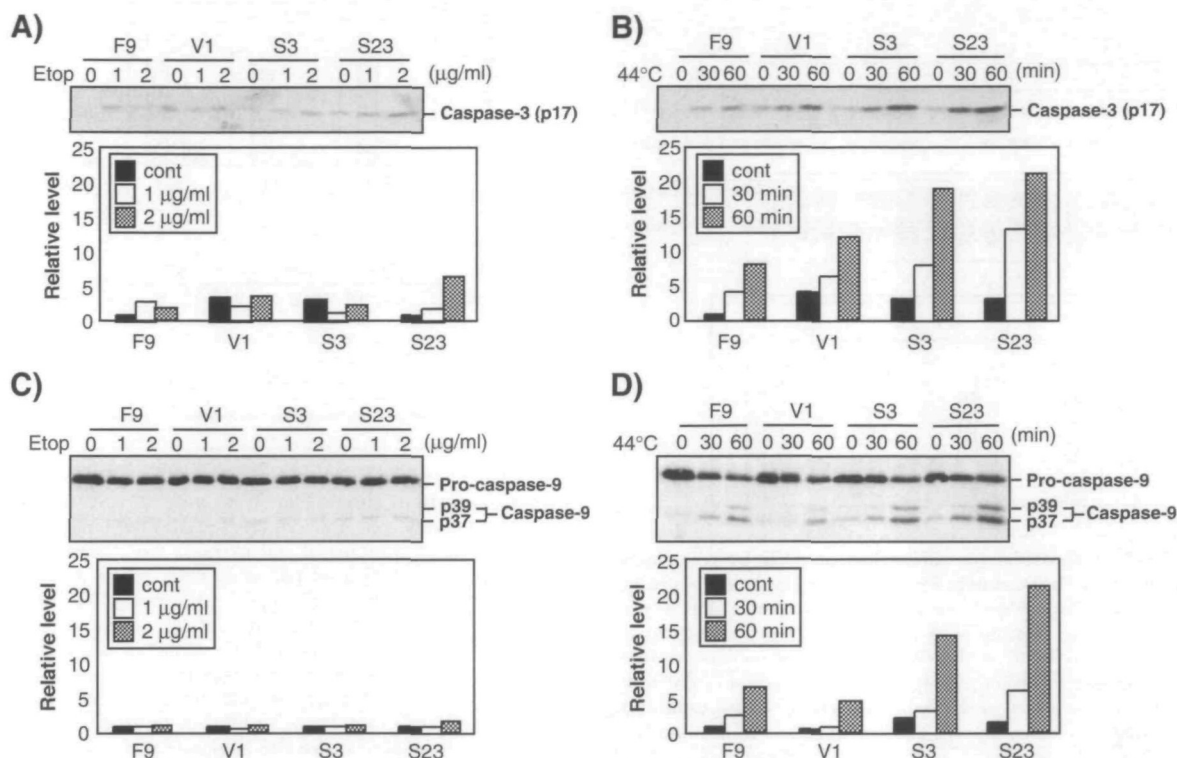 A)
F9 V1 S3 S23
Etop 0 1 2 0 1 2 0 1 2 0 1 2 (μg/ml)
Caspase-3 (p17)
25
20
15
10
5
0
Relative level
cont
1 μg/ml
2 μg/ml
F9 V1 S3 S23
B)
F9 V1 S3 S23
44°C 0 30 60 0 30 60 0 30 60 0 30 60 (min)
Caspase-3 (p17)
25
20
15
10
5
0
Relative level
cont
30 min
60 min
F9 V1 S3 S23
C)
F9 V1 S3 S23
Etop 0 1 2 0 1 2 0 1 2 0 1 2 (μg/ml)
Pro-caspase-9
p39
p37
Caspase-9
25
20
15
10
5
0
Relative level
cont
1 μg/ml
2 μg/ml
F9 V1 S3 S23
D)
F9 V1 S3 S23
44°C 0 30 60 0 30 60 0 30 60 0 30 60 (min)
Pro-caspase-9
p39
p37
Caspase-9
25
20
15
10
5
0
Relative level
cont
30 min
60 min
F9 V1 S3 S23